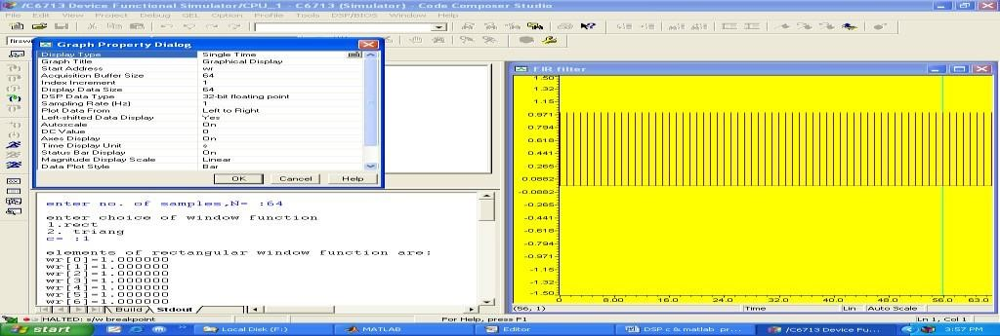 /C6713 Device Functional Simulator/CPU_1 - C6713 (Simulator) - Code Composer Studio
File Edit View Project Debug GEL Option Profile Tools DSP/BIOS Window Help
Graph Property Dialog
Display Type Single Time
Graph Title Graphical Display
Start Address wr
Acquisition Buffer Size 64
Index Increment 1
Display Data Size 64
DSP Data Type 32-bit floating point
Sampling Rate (Hz) 1
Plot Data From Left to Right
Left-shifted Data Display Yes
Autoscale On
DC Value 0
Axes Display On
Time Display Unit s
Status Bar Display On
Magnitude Display Scale Linear
Data Plot Style Bar
OK Cancel Help
enter no. of samples,N= :64
enter choice of window function
1.rect
2. triang
c= :1
elements of rectangular window function are:
wr[0]=1.000000
wr[1]=1.000000
wr[2]=1.000000
wr[3]=1.000000
wr[4]=1.000000
wr[5]=1.000000
wr[6]=1.000000
Build Stdout
FIR filter
1.50
1.32
1.15
0.971
0.794
0.618
0.441
0.265
0.0882
-0.0882
-0.265
-0.441
-0.618
-0.794
-0.971
-1.15
-1.32
-1.50
0 8.00 16.0 24.0 32.0 40.0 48.0 56.0 63.0
(56, 1) Time Lin Auto Scale
HALTED: s/w breakpoint For Help, press F1 Ln 1, Col 1
start Local Disk (F:) MATLAB Editor DSP c & matlab pr... /C6713 Device Fu... 3:57 PM